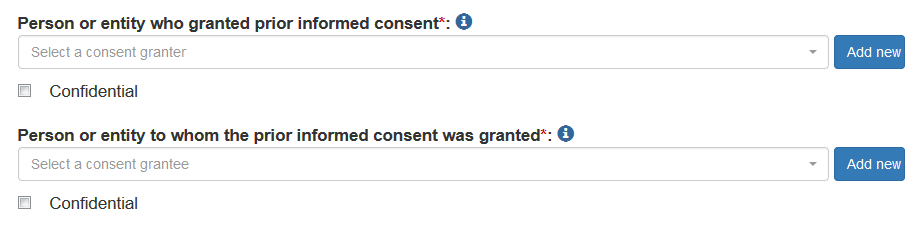 Person or entity who granted prior informed consent*:
Select a consent granter Add new
Confidential
Person or entity to whom the prior informed consent was granted*:
Select a consent grantee Add new
Confidential